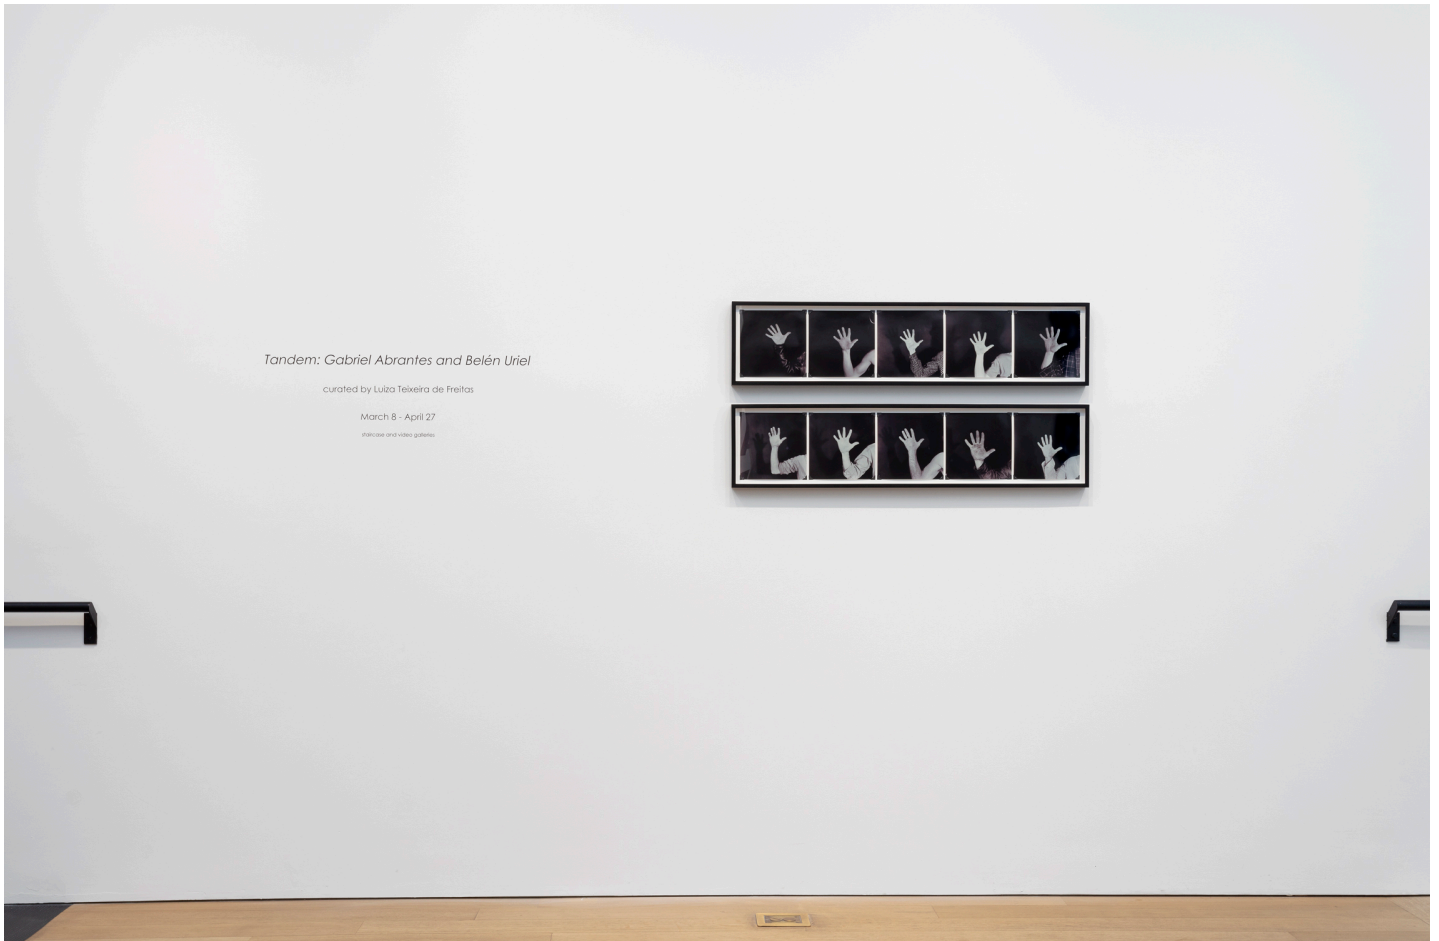 Tandem: Gabriel Abrantes and Belén Uriel
curated by Luiza Teixeira de Freitas
March 8 - April 27
staircase and video galleries